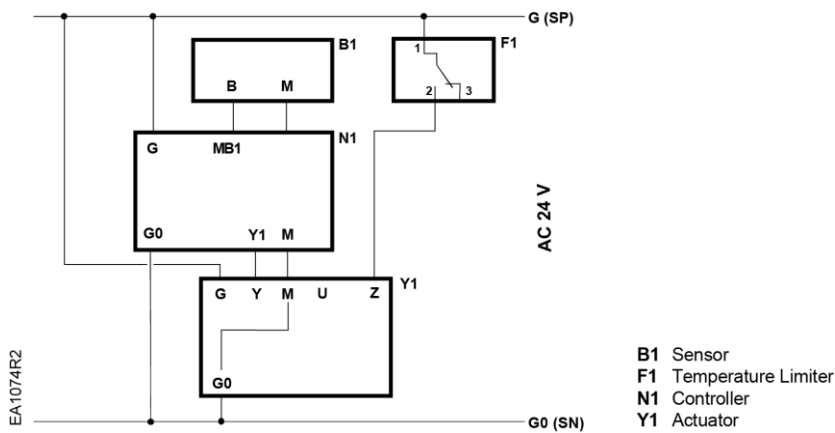 G (SP)
B1
F1
1
B M
2 3
G MB1
N1
AC 24 V
G0 Y1 M
G Y M U Z
Y1
G0
EA1074R2
G0 (SN)
B1 Sensor
F1 Temperature Limiter
N1 Controller
Y1 Actuator